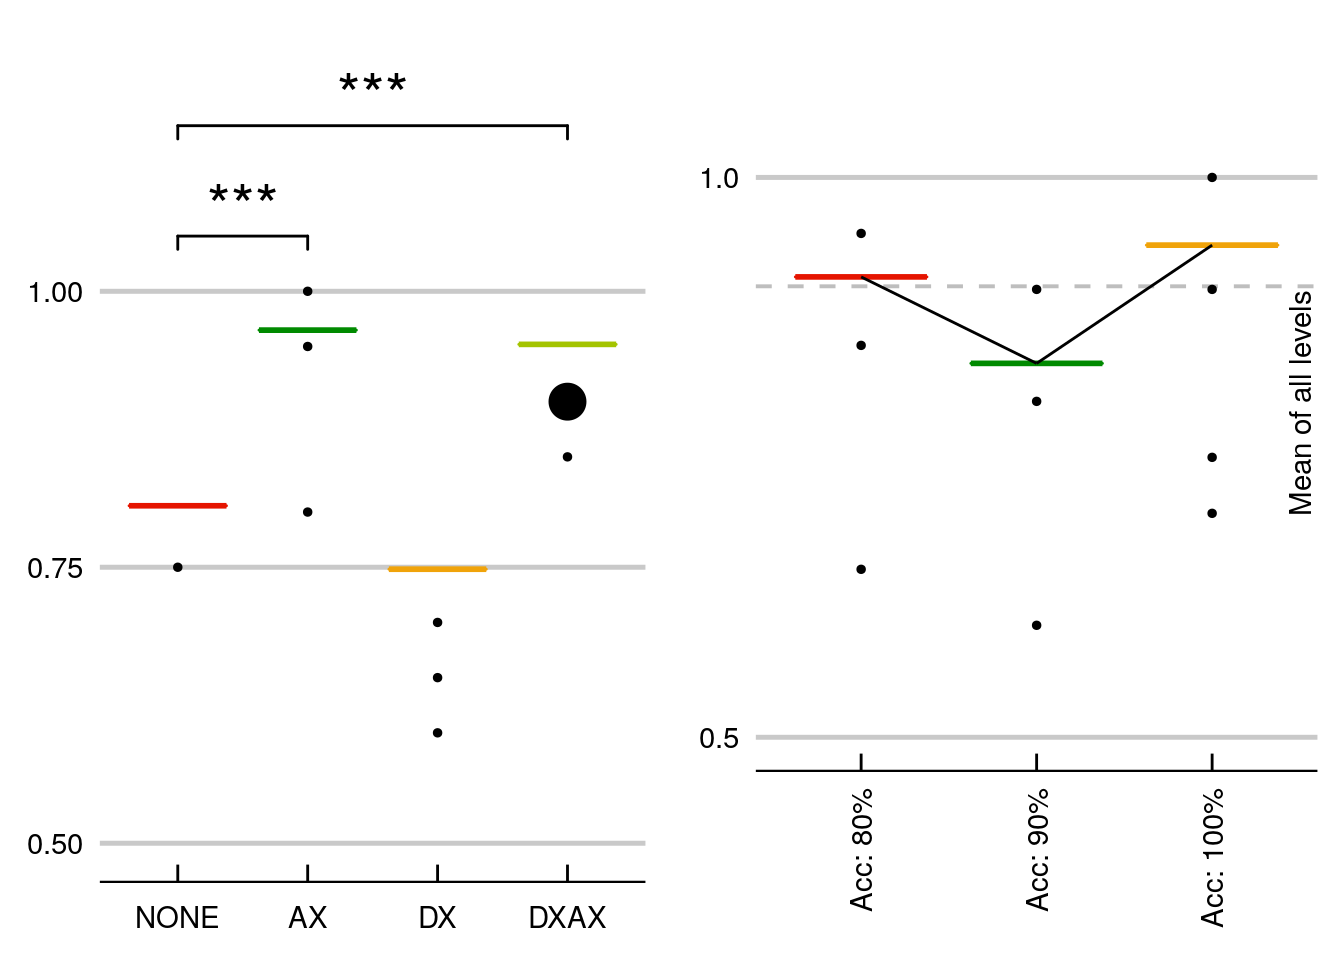 ***
***
1.00
0.75
0.50
NONE AX DX DXAX
1.0
0.5
Mean of all levels
Acc: 80%
Acc: 90%
Acc: 100%